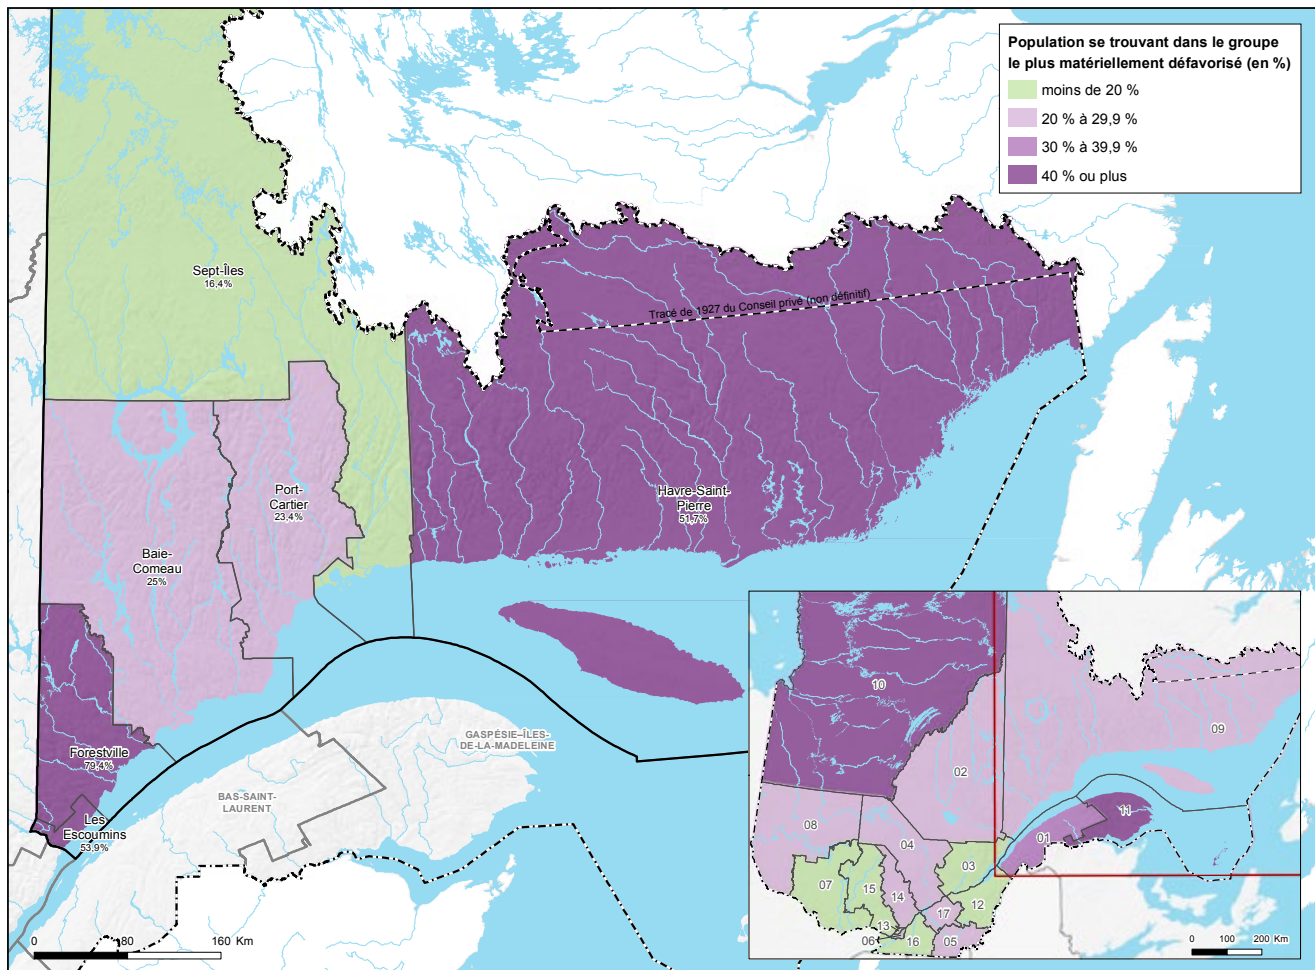 Population se trouvant dans le groupe
le plus matériellement défavorisé (en %)
moins de 20 %
20 % à 29,9 %
30 % à 39,9 %
40 % ou plus
Sept-Îles
16,4%
Tracé de 1927 du Conseil privé (non définitif)
Port-
Cartier
23,4%
Havre-Saint-
Pierre
51,7%
Baie-
Comeau
25%
Forestville
79,4%
Les
Escoumins
53,9%
GASPÉSIE–ÎLES-
DE-LA-MADELEINE
BAS-SAINT-
LAURENT
0 80 160 Km
10
09
02
11
08
01
04
03
07
15
14
12
17
13
06
16
05
0 100 200 Km